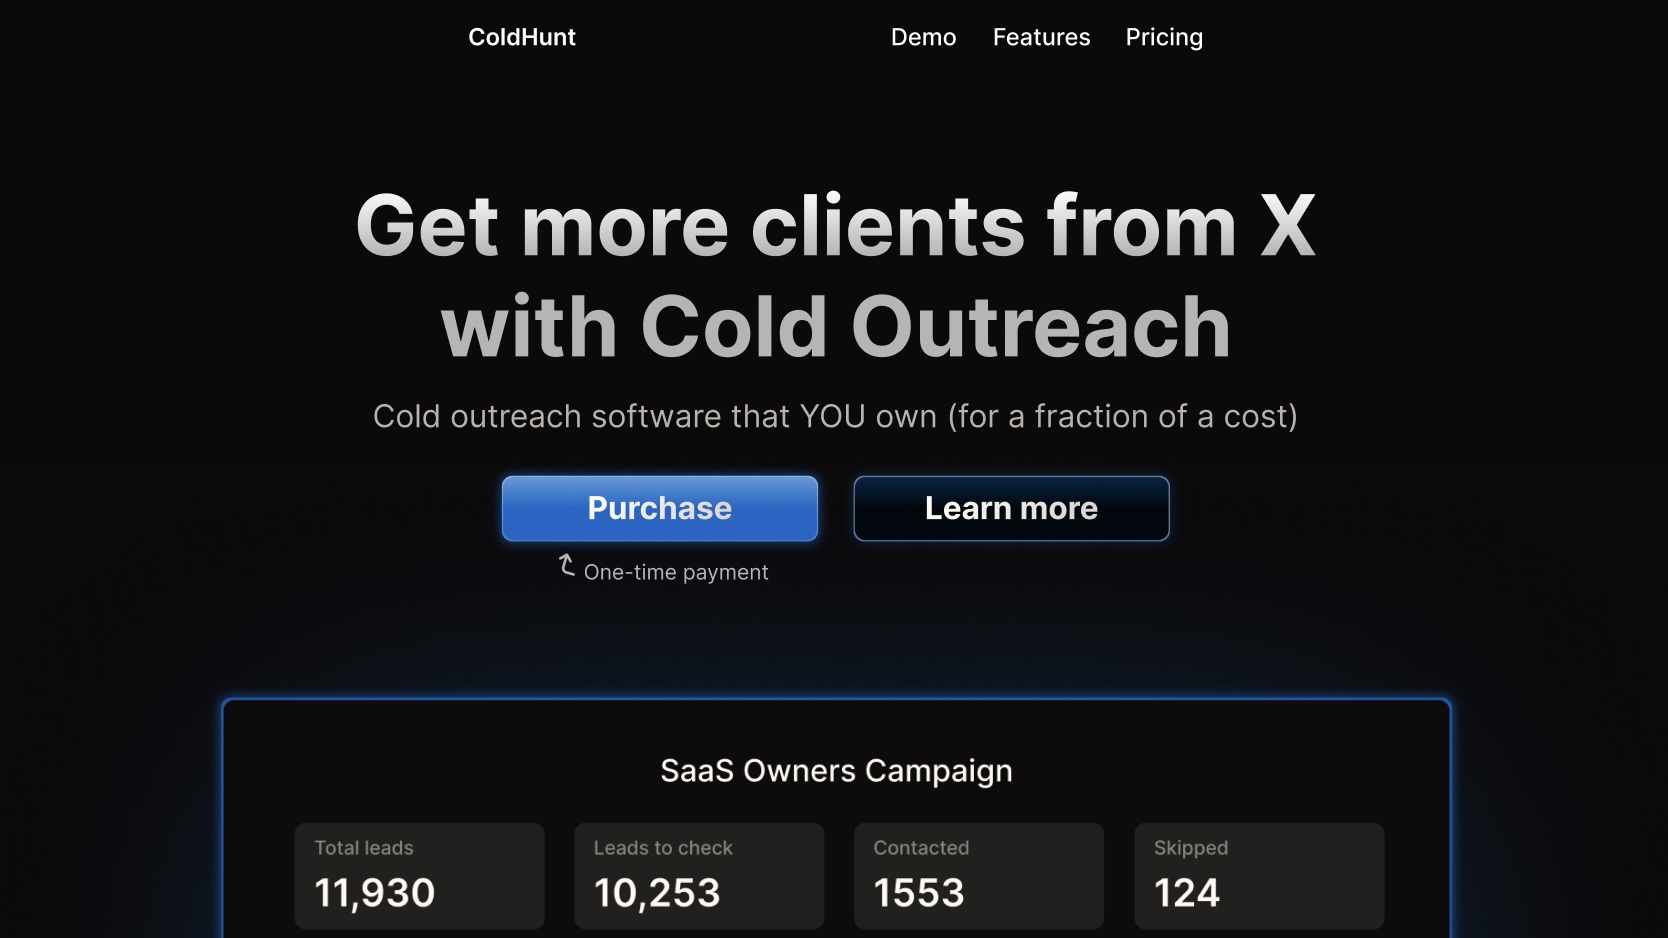 ColdHunt
Demo Features Pricing
Get more clients from X
with Cold Outreach
Cold outreach software that YOU own (for a fraction of a cost)
Purchase
Learn more
One-time payment
SaaS Owners Campaign
Total leads
11,930
Leads to check
10,253
Contacted
1553
Skipped
124